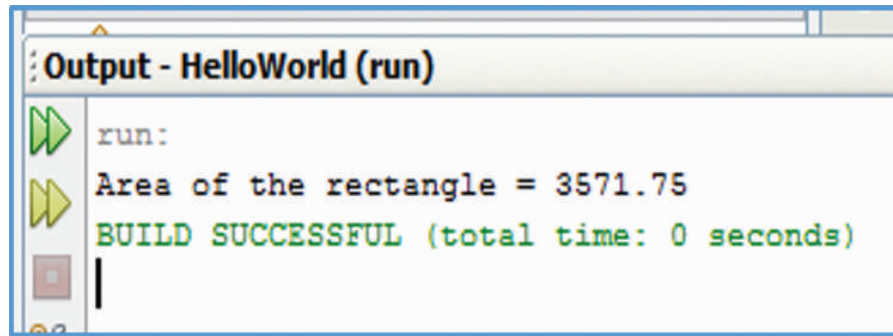 Output - HelloWorld (run)
run:
Area of the rectangle = 3571.75
BUILD SUCCESSFUL (total time: 0 seconds)